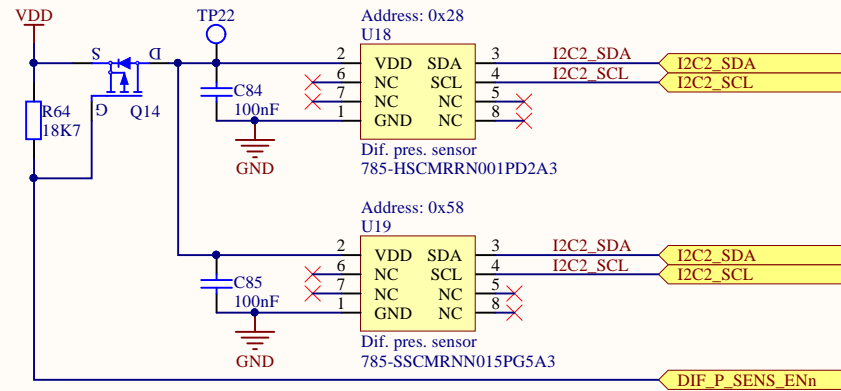 VDD
TP22
Address: 0x28
U18
S
D
2
VDD
SDA
3
I2C2_SDA
I2C2_SDA
6
NC
SCL
4
I2C2_SCL
I2C2_SCL
7
NC
NC
5
1
GND
NC
8
C84
100nF
R64
18K7
G
Q14
GND
Dif. pres. sensor
785-HSCMRRN001PD2A3
Address: 0x58
U19
2
VDD
SDA
3
I2C2_SDA
I2C2_SDA
6
NC
SCL
4
I2C2_SCL
I2C2_SCL
7
NC
NC
5
1
GND
NC
8
C85
100nF
GND
Dif. pres. sensor
785-SSCMRNN015PG5A3
DIF_P_SENS_ENn